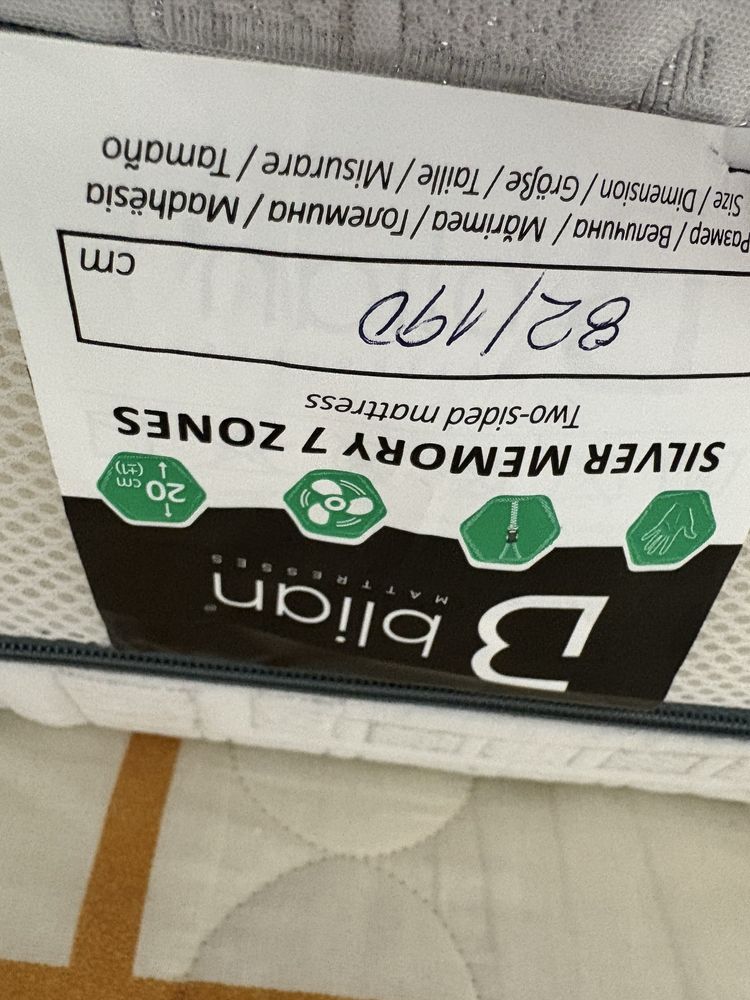 B blian
MATTRESSES
20 cm (±1)
SILVER MEMORY 7 ZONES
Two-sided mattress
82/190
cm
Размер / Величина / Mărimea / Големина / Madhësia
Size / Dimension / Größe / Taille / Misurare / Tamaño